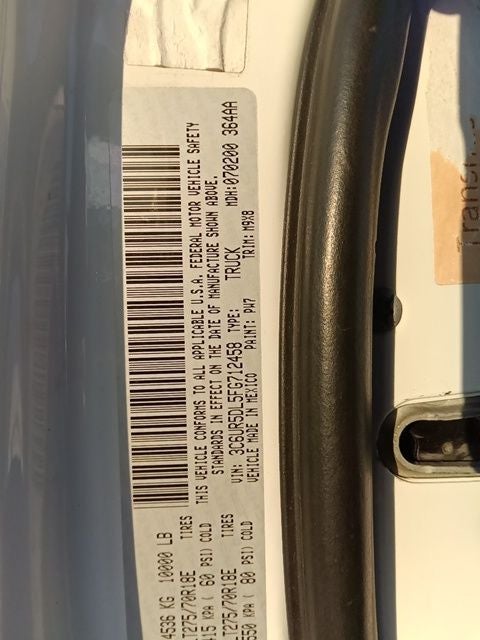 4536 KG 10000 LB
T275/70R18E TIRES
415 KPA ( 60 PSI) COLD
LT275/70R18E TIRES
550 KPA ( 80 PSI) COLD
THIS VEHICLE CONFORMS TO ALL APPLICABLE U.S.A. FEDERAL MOTOR VEHICLE SAFETY
STANDARDS IN EFFECT ON THE DATE OF MANUFACTURE SHOWN ABOVE.
VIN: 3C6UR5DL5FG712458 TYPE: TRUCK MDH:070200 364AA
VEHICLE MADE IN MEXICO PAINT: PW7 TRIM: M9X8